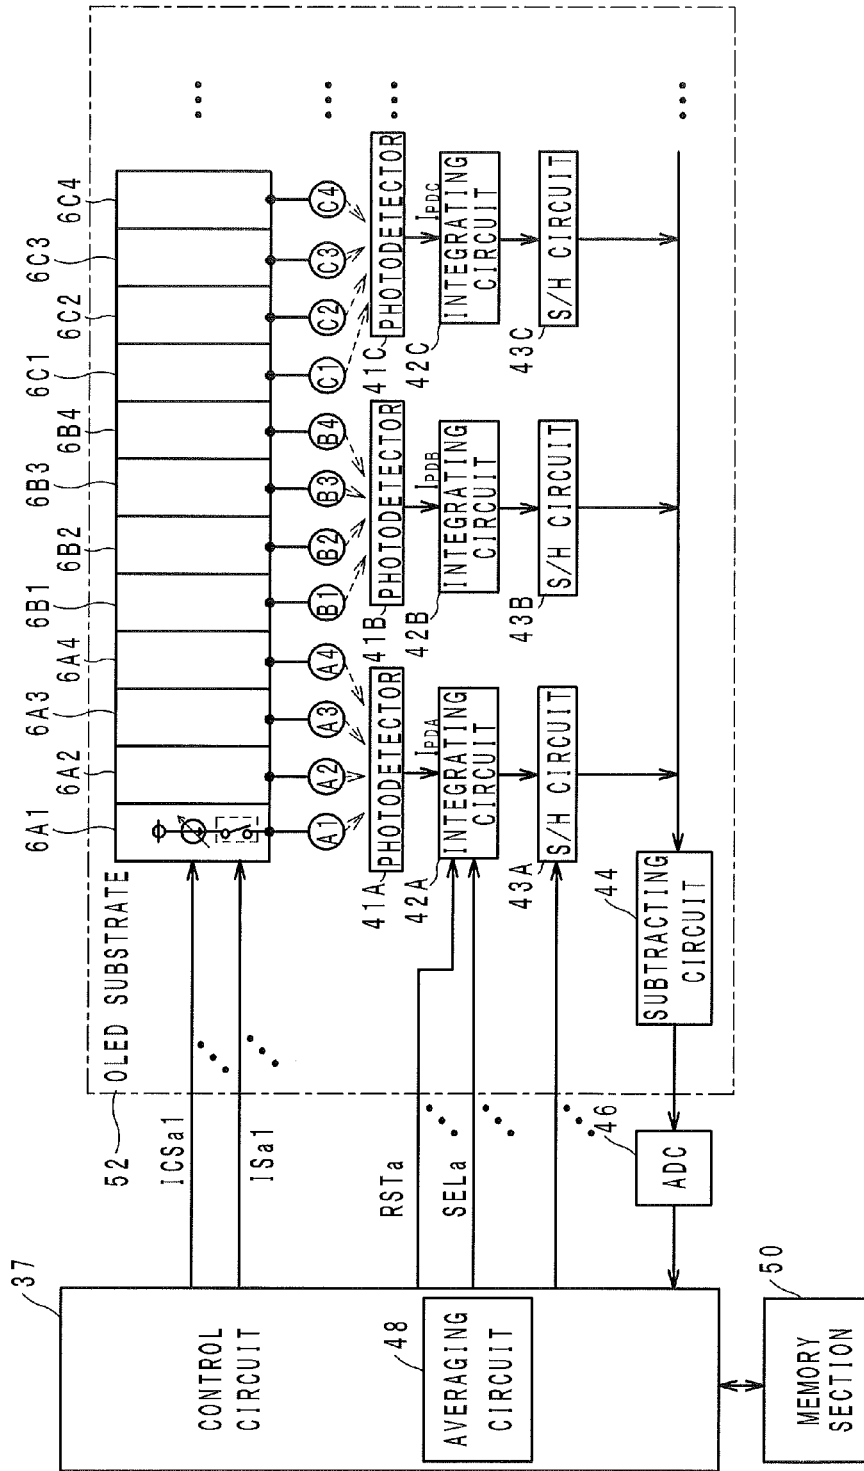 37
CONTROL
CIRCUIT
48
AVERAGING
CIRCUIT
50
MEMORY
SECTION
52
OLED SUBSTRATE
ICSa1
ISa1
RSTa
SELa
46
ADC
44
SUBTRACTING
CIRCUIT
6A1
6A2
6A3
6A4
6B1
6B2
6B3
6B4
6C1
6C2
6C3
6C4
A1
A2
A3
A4
B1
B2
B3
B4
C1
C2
C3
C4
41A
PHOTODETECTOR
41B
PHOTODETECTOR
41C
PHOTODETECTOR
IPDA
IPDB
IPDC
42A
INTEGRATING
CIRCUIT
42B
INTEGRATING
CIRCUIT
42C
INTEGRATING
CIRCUIT
43A
S/H CIRCUIT
43B
S/H CIRCUIT
43C
S/H CIRCUIT